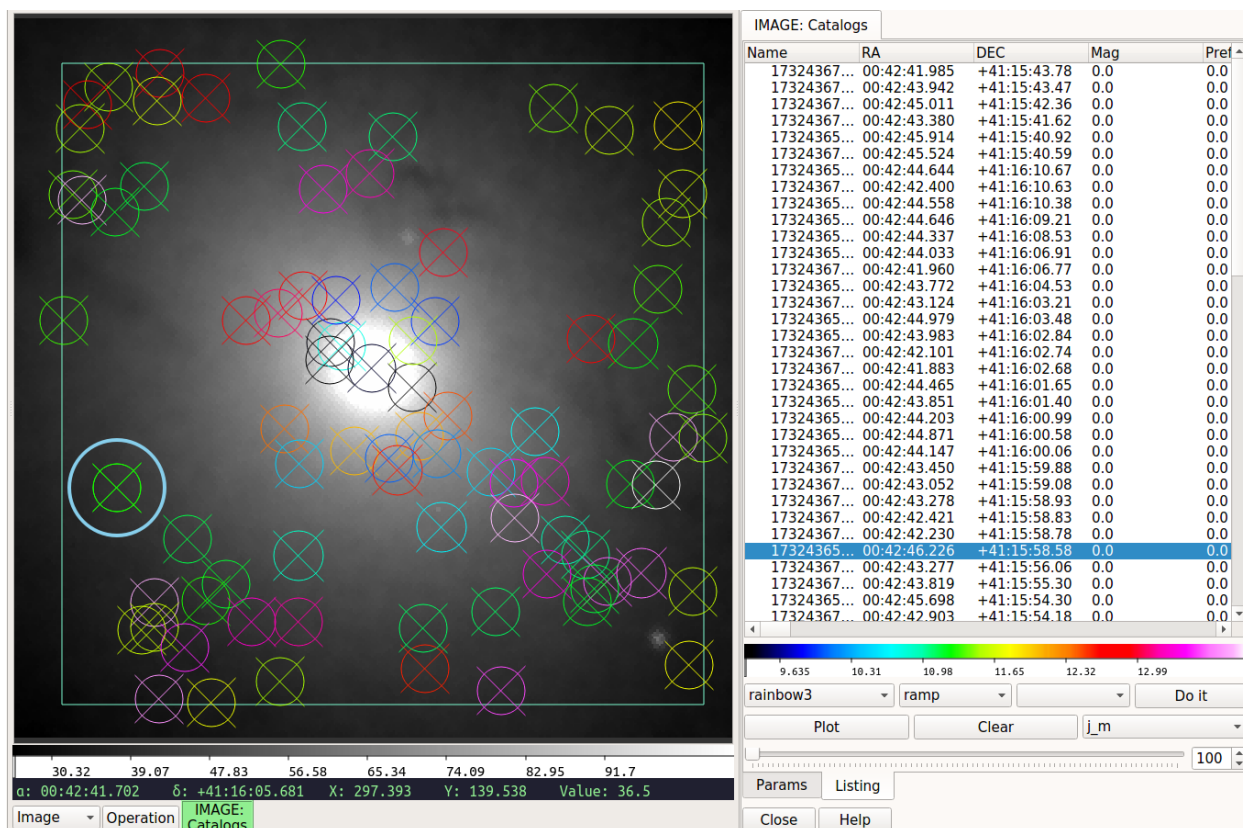 IMAGE: Catalogs
Name RA DEC Mag Pref
17324367... 00:42:41.985 +41:15:43.78 0.0 0.0
17324367... 00:42:43.942 +41:15:43.47 0.0 0.0
17324367... 00:42:45.011 +41:15:42.36 0.0 0.0
17324367... 00:42:43.380 +41:15:41.62 0.0 0.0
17324365... 00:42:45.914 +41:15:40.92 0.0 0.0
17324367... 00:42:45.524 +41:15:40.59 0.0 0.0
17324365... 00:42:44.644 +41:16:10.67 0.0 0.0
17324367... 00:42:42.400 +41:16:10.63 0.0 0.0
17324365... 00:42:44.558 +41:16:10.38 0.0 0.0
17324365... 00:42:44.646 +41:16:09.21 0.0 0.0
17324365... 00:42:44.337 +41:16:08.53 0.0 0.0
17324365... 00:42:44.033 +41:16:06.91 0.0 0.0
17324367... 00:42:41.960 +41:16:06.77 0.0 0.0
17324365... 00:42:43.772 +41:16:04.53 0.0 0.0
17324367... 00:42:43.124 +41:16:03.21 0.0 0.0
17324365... 00:42:44.979 +41:16:03.48 0.0 0.0
17324365... 00:42:43.983 +41:16:02.84 0.0 0.0
17324367... 00:42:42.101 +41:16:02.74 0.0 0.0
17324367... 00:42:41.883 +41:16:02.68 0.0 0.0
17324365... 00:42:44.465 +41:16:01.65 0.0 0.0
17324365... 00:42:43.851 +41:16:01.40 0.0 0.0
17324367... 00:42:44.203 +41:16:00.99 0.0 0.0
17324365... 00:42:44.871 +41:16:00.58 0.0 0.0
17324367... 00:42:44.147 +41:16:00.06 0.0 0.0
17324367... 00:42:43.450 +41:15:59.88 0.0 0.0
17324367... 00:42:43.052 +41:15:59.08 0.0 0.0
17324367... 00:42:43.278 +41:15:58.93 0.0 0.0
17324367... 00:42:42.421 +41:15:58.83 0.0 0.0
17324367... 00:42:42.230 +41:15:58.78 0.0 0.0
17324365... 00:42:46.226 +41:15:58.58 0.0 0.0
17324367... 00:42:43.277 +41:15:56.06 0.0 0.0
17324367... 00:42:43.819 +41:15:55.30 0.0 0.0
17324365... 00:42:45.698 +41:15:54.30 0.0 0.0
17324367... 00:42:42.903 +41:15:54.18 0.0 0.0
9.635 10.31 10.98 11.65 12.32 12.99
rainbow3 ramp Do it
Plot Clear j_m
100
Params Listing
Close Help
30.32 39.07 47.83 56.58 65.34 74.09 82.95 91.7
α: 00:42:41.702 δ: +41:16:05.681 X: 297.393 Y: 139.538 Value: 36.5
Image Operation IMAGE:
Catalogs